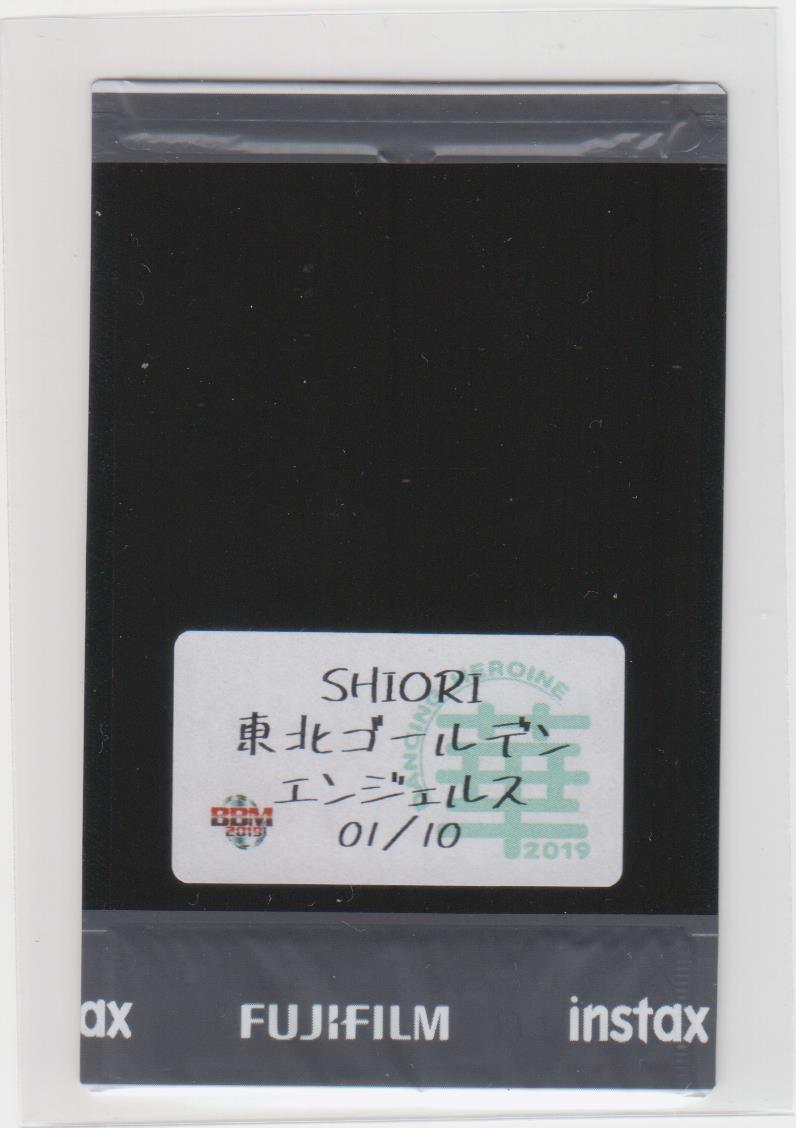 SHIORI
東北ゴールデン
エンジェルス
01/10
DANCING HEROINE
華
2019
BBM
2019
ax FUJIFILM instax